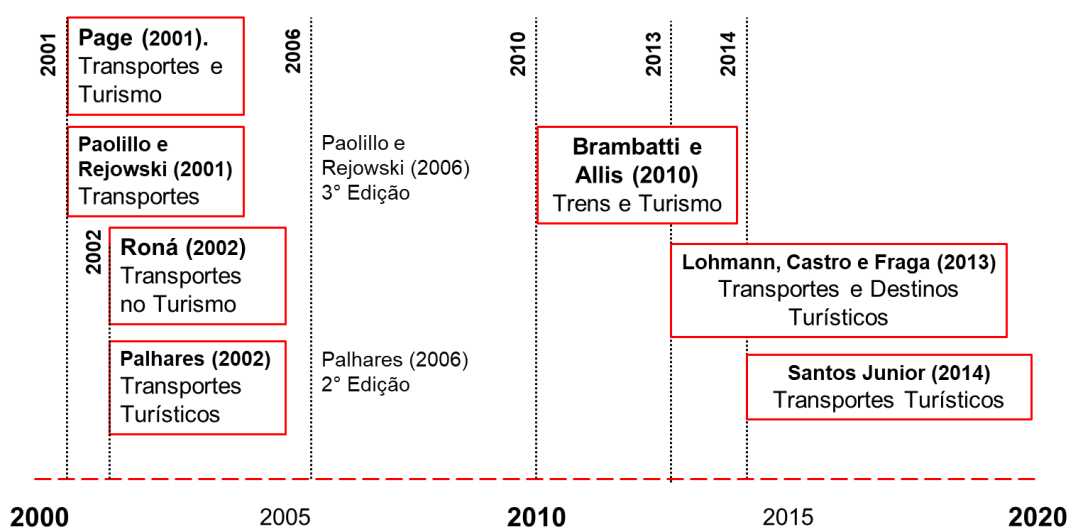 2001
Page (2001).
Transportes e
Turismo
Paolillo e
Rejowski (2001)
Transportes
2002
Roná (2002)
Transportes
no Turismo
Palhares (2002)
Transportes
Turísticos
2006
Paolillo e
Rejowski (2006)
3° Edição
Palhares (2006)
2° Edição
2010
Brambatti e
Allis (2010)
Trens e Turismo
2013
Lohmann, Castro e Fraga (2013)
Transportes e Destinos
Turísticos
2014
Santos Junior (2014)
Transportes Turísticos
2000
2005
2010
2015
2020